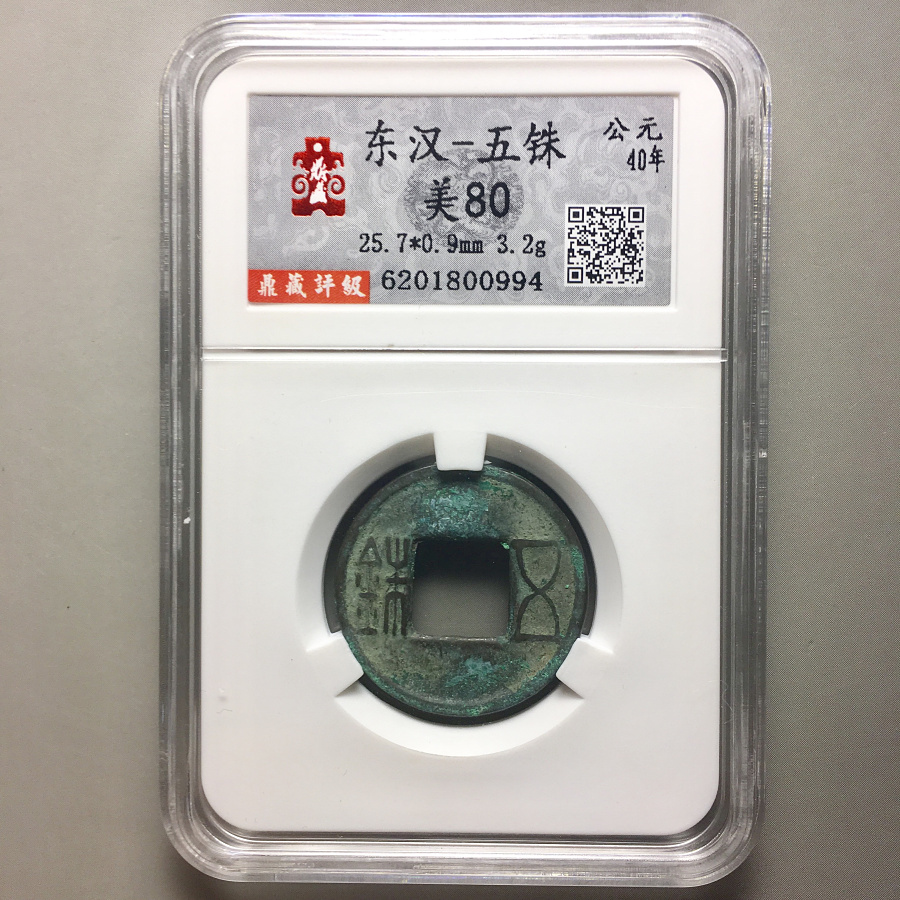 东汉-五铢
公元
40年
美80
25.7*0.9mm 3.2g
鼎藏評級
6201800994
五銖